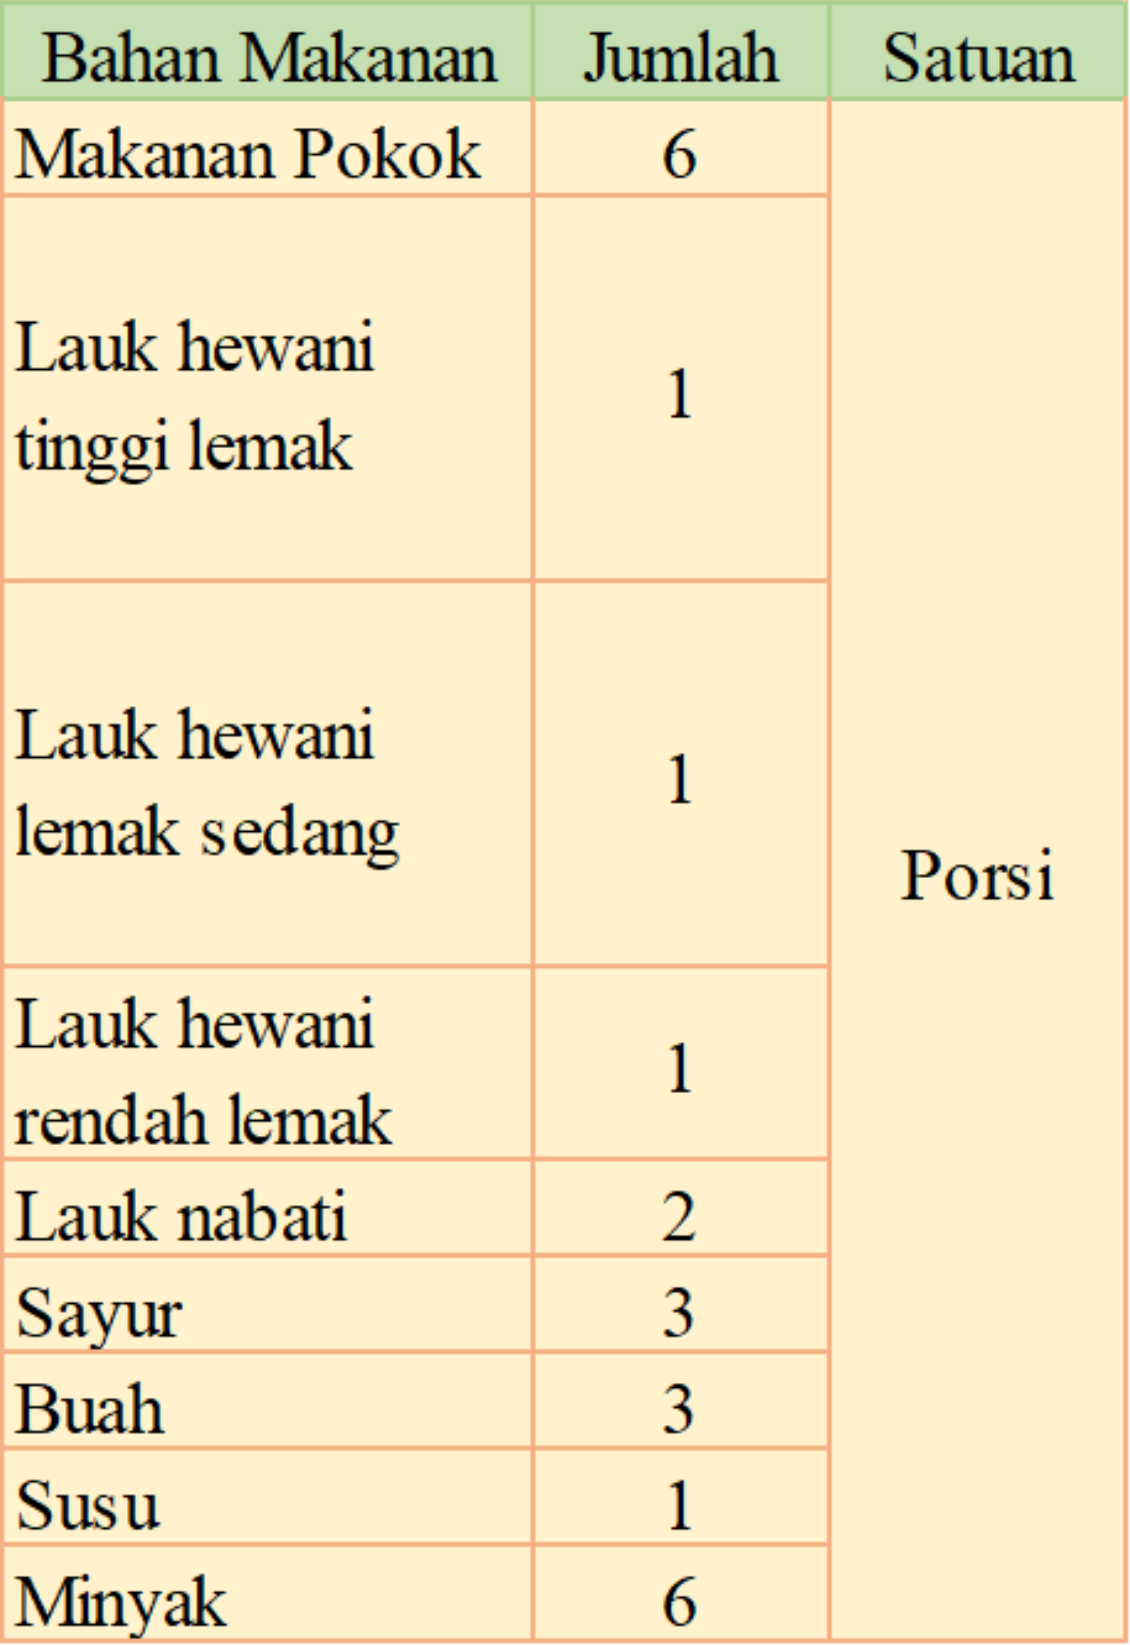 Bahan Makanan Jumlah Satuan
Makanan Pokok 6
Lauk hewani
tinggi lemak
1
Lauk hewani
lemak sedang
1
Porsi
Lauk hewani
rendah lemak
1
Lauk nabati 2
Sayur 3
Buah 3
Susu 1
Minyak 6